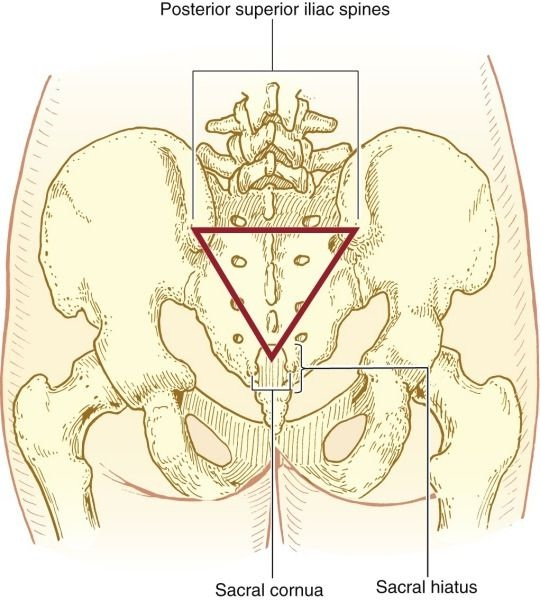 Posterior superior iliac spines
Sacral cornua
Sacral hiatus